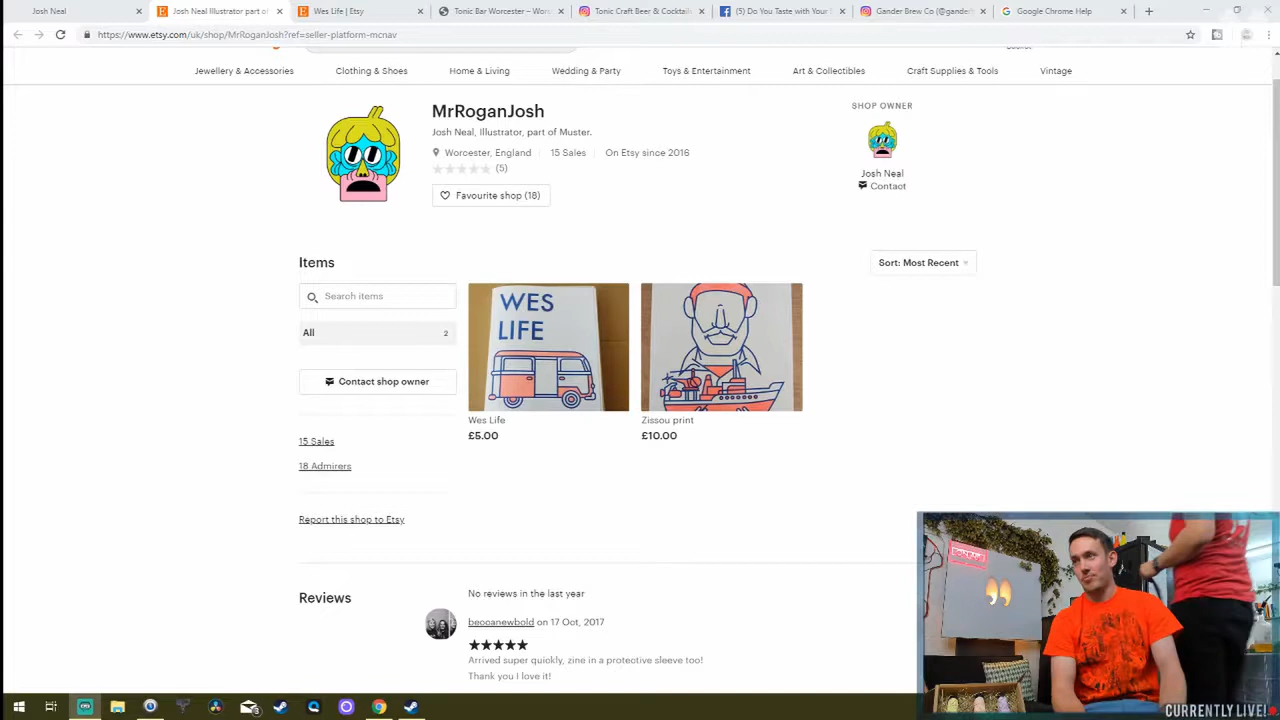 Josh Neal
Josh Neal Illustrator part of
Wes Life | Etsy
Tonic Bar Worcester – Wor
Tonic Craft Beer & Cocktail
(5) Do You Taste with Your
Gander Brew Co (@gander
Google Chrome Help
https://www.etsy.com/uk/shop/MrRoganJosh?ref=seller-platform-mcnav
Jewellery & Accessories
Clothing & Shoes
Home & Living
Wedding & Party
Toys & Entertainment
Art & Collectibles
Craft Supplies & Tools
Vintage
MrRoganJosh
Josh Neal, Illustrator, part of Muster.
Worcester, England
15 Sales
On Etsy since 2016
(5)
Favourite shop (18)
SHOP OWNER
Josh Neal
Contact
Items
Sort: Most Recent
Search items
All 2
Contact shop owner
15 Sales
18 Admirers
Report this shop to Etsy
WES
LIFE
Wes Life
£5.00
Zissou print
£10.00
Reviews
No reviews in the last year
beccanewbold on 17 Oct, 2017
Arrived super quickly, zine in a protective sleeve too!
Thank you I love it!
CURRENTLY LIVE!